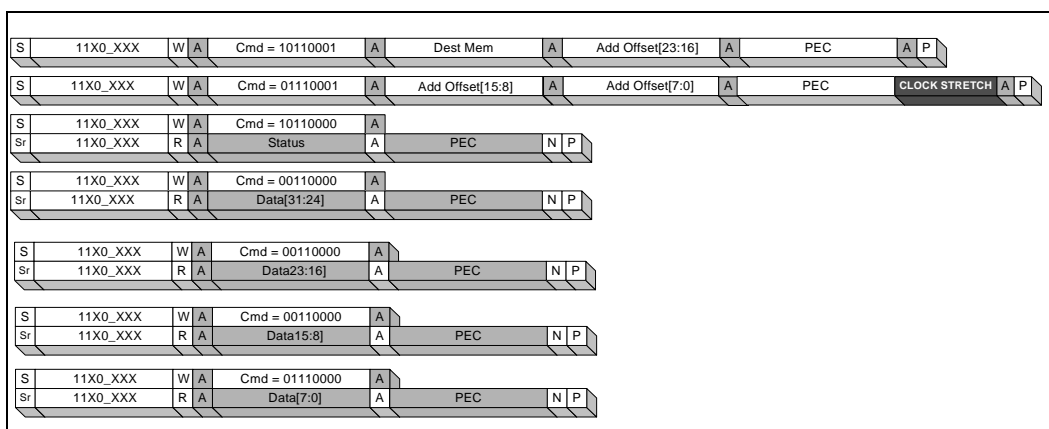 S 11X0_XXX W A Cmd = 10110001 A Dest Mem A Add Offset[23:16] A PEC A P
S 11X0_XXX W A Cmd = 01110001 A Add Offset[15:8] A Add Offset[7:0] A PEC CLOCK STRETCH A P
S 11X0_XXX W A Cmd = 10110000 A
Sr 11X0_XXX R A Status A PEC N P
S 11X0_XXX W A Cmd = 00110000 A
Sr 11X0_XXX R A Data[31:24] A PEC N P
S 11X0_XXX W A Cmd = 00110000 A
Sr 11X0_XXX R A Data23:16] A PEC N P
S 11X0_XXX W A Cmd = 00110000 A
Sr 11X0_XXX R A Data15:8] A PEC N P
S 11X0_XXX W A Cmd = 01110000 A
Sr 11X0_XXX R A Data[7:0] A PEC N P